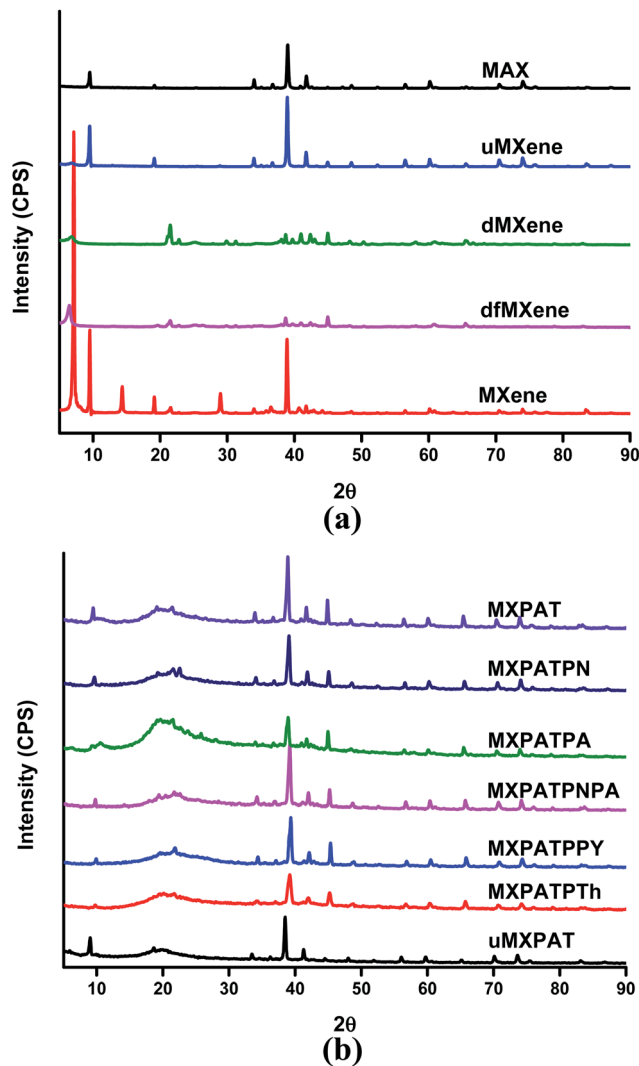 MAX
uMXene
dMXene
dfMXene
MXene
Intensity (CPS)
10 20 30 40 50 60 70 80 90
2θ
(a)
MXPAT
MXPATPN
MXPATPA
MXPATPNPA
MXPATPPY
MXPATPTh
uMXPAT
Intensity (CPS)
10 20 30 40 50 60 70 80 90
2θ
(b)